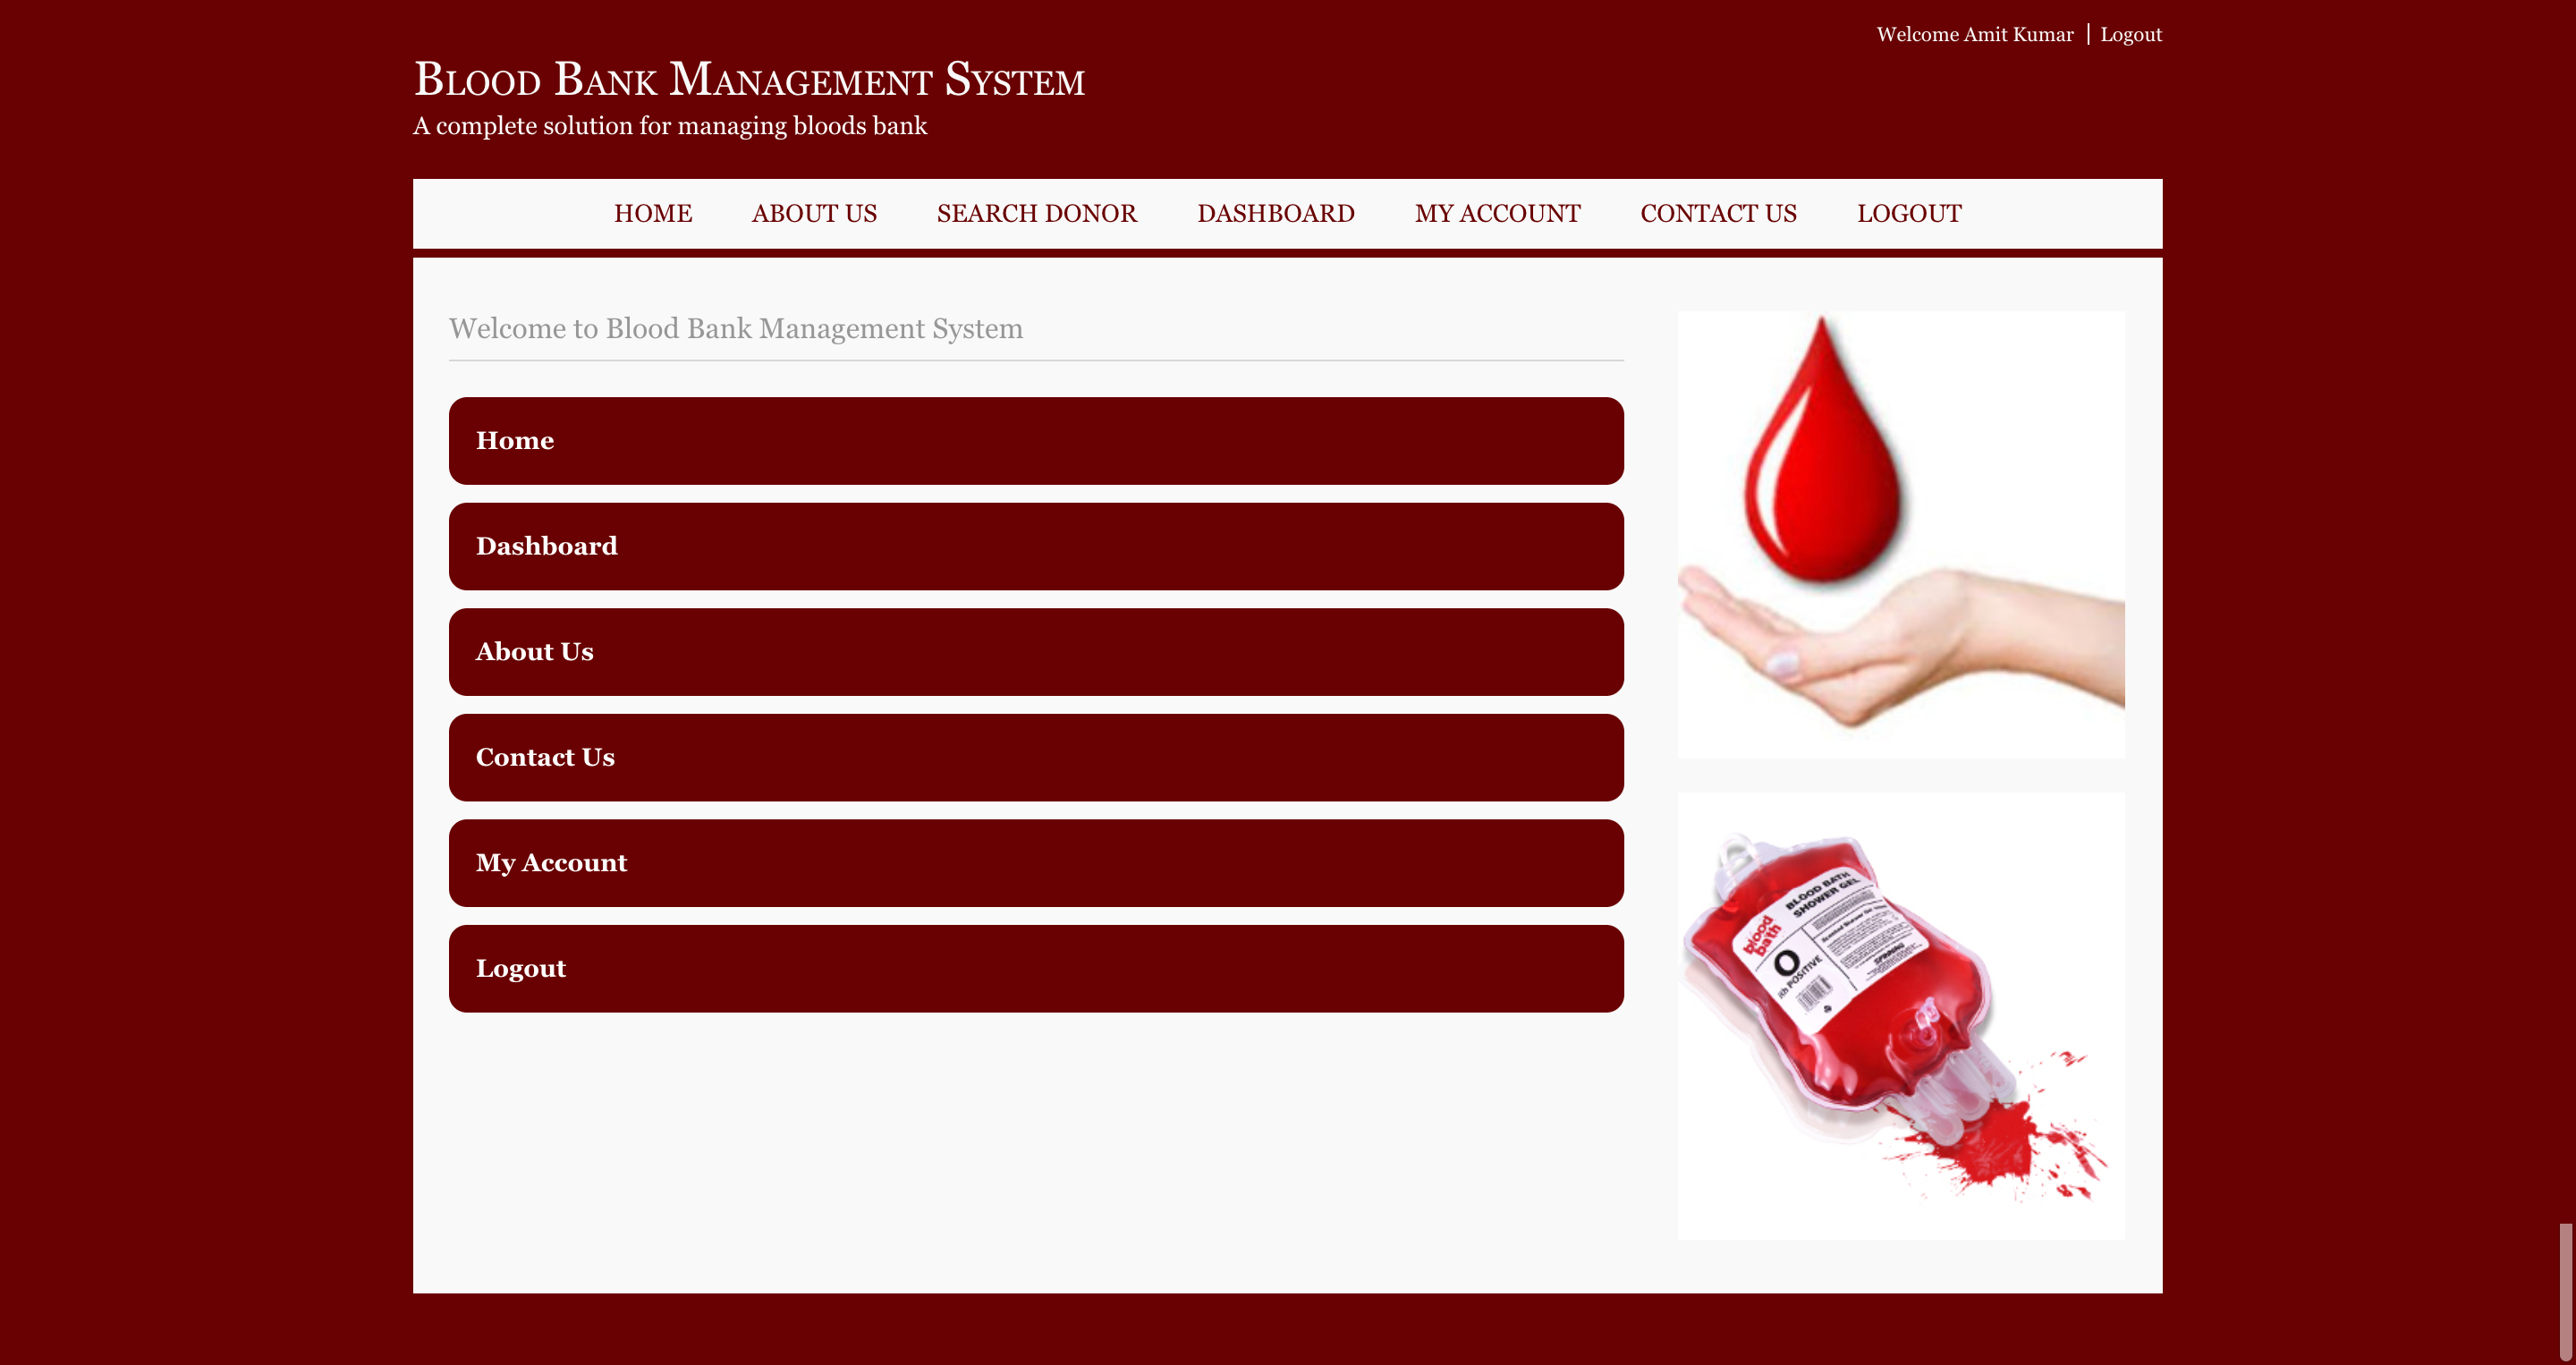 Welcome Amit Kumar | Logout
Blood Bank Management System
A complete solution for managing bloods bank
HOME ABOUT US SEARCH DONOR DASHBOARD MY ACCOUNT CONTACT US LOGOUT
Welcome to Blood Bank Management System
Home
Dashboard
About Us
Contact Us
My Account
Logout
BLOOD BATH
SHOWER GEL
blood
bath
O
Rh POSITIVE